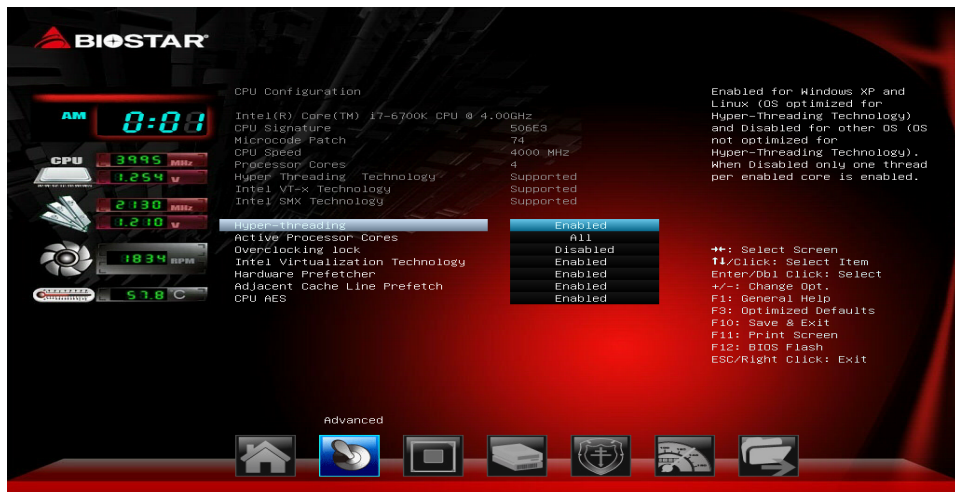 BIOSTAR
AM 0:01
CPU 3995 MHz
1.254 v
2130 MHz
1.210 v
1834 RPM
57.8 °C
CPU Configuration
Intel(R) Core(TM) i7-6700K CPU @ 4.00GHz
CPU Signature 506E3
Microcode Patch 74
CPU Speed 4000 MHz
Processor Cores 4
Hyper Threading Technology Supported
Intel VT-x Technology Supported
Intel SMX Technology Supported
Hyper-threading Enabled
Active Processor Cores All
Overclocking lock Disabled
Intel Virtualization Technology Enabled
Hardware Prefetcher Enabled
Adjacent Cache Line Prefetch Enabled
CPU AES Enabled
Enabled for Windows XP and
Linux (OS optimized for
Hyper-Threading Technology)
and Disabled for other OS (OS
not optimized for
Hyper-Threading Technology).
When Disabled only one thread
per enabled core is enabled.
→←: Select Screen
↑↓/Click: Select Item
Enter/Dbl Click: Select
+/-: Change Opt.
F1: General Help
F3: Optimized Defaults
F10: Save & Exit
F11: Print Screen
F12: BIOS Flash
ESC/Right Click: Exit
Advanced